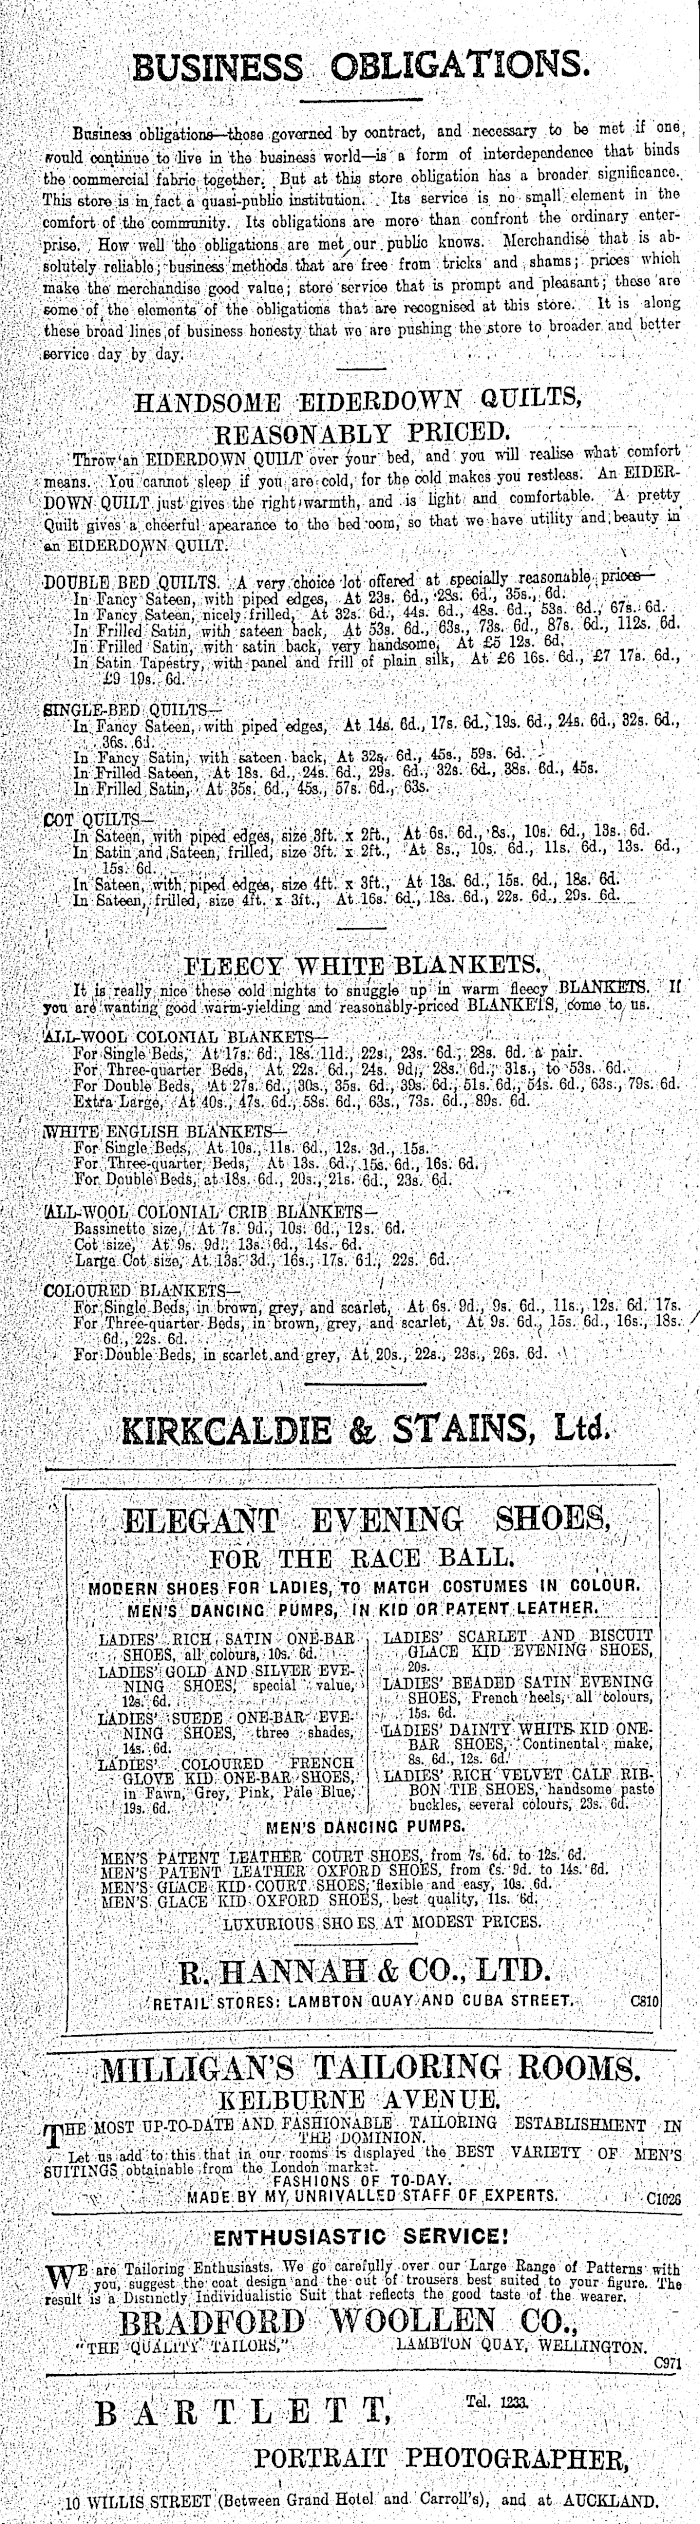 BUSINESS OBLIGATIONS.
Business obligations—those governed by contract, and necessary to be met if one,
would continue to live in the business world—is a form of interdependence that binds
the commercial fabric together. But at this store obligation has a broader significance.
This store is in fact a quasi-public institution. Its service is no small element in the
comfort of the community. Its obligations are more than confront the ordinary enter-
prise. How well the obligations are met our public knows. Merchandise that is ab-
solutely reliable; business methods that are free from tricks and shams; prices which
make the merchandise good value; store service that is prompt and pleasant; these are
some of the elements of the obligations that are recognised at this store. It is along
these broad lines of business honesty that we are pushing the store to broader and better
service day by day.
HANDSOME EIDERDOWN QUILTS,
REASONABLY PRICED.
Throw an EIDERDOWN QUILT over your bed, and you will realise what comfort
means. You cannot sleep if you are cold, for the cold makes you restless. An EIDER-
DOWN QUILT just gives the right warmth, and is light and comfortable. A pretty
Quilt gives a cheerful apearance to the bed oom, so that we have utility and beauty in
an EIDERDOWN QUILT.
DOUBLE BED QUILTS. A very choice lot offered at specially reasonable prices—
In Fancy Sateen, with piped edges, At 23s. 6d., 28s. 6d., 35s., 6d.
In Fancy Sateen, nicely frilled, At 32s. 6d., 44s. 6d., 48s. 6d., 53s. 6d., 67s. 6d.
In Frilled Satin, with sateen back, At 53s. 6d., 63s., 73s. 6d., 87s. 6d., 112s. 6d.
In Frilled Satin, with satin back, very handsome, At £5 12s. 6d.
In Satin Tapestry, with panel and frill of plain silk, At £6 16s. 6d., £7 17s. 6d.,
£9 19s. 6d.
SINGLE-BED QUILTS—
In Fancy Sateen, with piped edges, At 14s. 6d., 17s. 6d., 19s. 6d., 24s. 6d., 32s. 6d.,
36s. 6d.
In Fancy Satin, with sateen back, At 32s. 6d., 45s., 59s. 6d.
In Frilled Sateen, At 18s. 6d., 24s. 6d., 29s. 6d., 32s. 6d., 38s. 6d., 45s.
In Frilled Satin, At 35s. 6d., 45s., 57s. 6d., 63s.
COT QUILTS—
In Sateen, with piped edges, size 3ft. x 2ft., At 6s. 6d., 8s., 10s. 6d., 13s. 6d.
In Satin and Sateen, frilled, size 3ft. x 2ft., At 8s., 10s. 6d., 11s. 6d., 13s. 6d.,
15s. 6d.
In Sateen, with piped edges, size 4ft. x 3ft., At 13s. 6d., 15s. 6d., 18s. 6d.
In Sateen, frilled, size 4ft. x 3ft., At 16s. 6d., 18s. 6d., 22s. 6d., 29s. 6d.
FLEECY WHITE BLANKETS.
It is really nice these cold nights to snuggle up in warm fleecy BLANKETS. If
you are wanting good warm-yielding and reasonably-priced BLANKETS, come to us.
ALL-WOOL COLONIAL BLANKETS—
For Single Beds, At 17s. 6d., 18s. 11d., 22s., 23s. 6d., 28s. 6d. a pair.
For Three-quarter Beds, At 22s. 6d., 24s. 9d., 28s. 6d., 31s., to 53s. 6d.
For Double Beds, At 27s. 6d., 30s., 35s. 6d., 39s. 6d., 51s. 6d., 54s. 6d., 63s., 79s. 6d.
Extra Large, At 40s., 47s. 6d., 58s. 6d., 63s., 73s. 6d., 89s. 6d.
WHITE ENGLISH BLANKETS—
For Single Beds, At 10s., 11s. 6d., 12s. 3d., 15s.
For Three-quarter Beds, At 13s. 6d., 15s. 6d., 16s. 6d.
For Double Beds, at 18s. 6d., 20s., 21s. 6d., 23s. 6d.
ALL-WOOL COLONIAL CRIB BLANKETS—
Bassinette size, At 7s. 9d., 10s. 6d., 12s. 6d.
Cot size, At 9s. 9d., 13s. 6d., 14s. 6d.
Large Cot size, At 13s. 3d., 16s., 17s. 6d., 22s. 6d.
COLOURED BLANKETS—
For Single Beds, in brown, grey, and scarlet, At 6s. 9d., 9s. 6d., 11s., 12s. 6d. 17s.
For Three-quarter Beds, in brown, grey, and scarlet, At 9s. 6d., 15s. 6d., 16s., 18s.
6d., 22s. 6d.
For Double Beds, in scarlet and grey, At 20s., 22s., 23s., 26s. 6d.
KIRKCALDIE & STAINS, Ltd.
ELEGANT EVENING SHOES,
FOR THE RACE BALL.
MODERN SHOES FOR LADIES, TO MATCH COSTUMES IN COLOUR.
MEN'S DANCING PUMPS, IN KID OR PATENT LEATHER.
LADIES' RICH SATIN ONE-BAR
SHOES, all colours, 10s. 6d.
LADIES' GOLD AND SILVER EVE-
NING SHOES, special value,
12s. 6d.
LADIES' SUEDE ONE-BAR EVE-
NING SHOES, three shades,
14s. 6d.
LADIES' COLOURED FRENCH
GLOVE KID ONE-BAR SHOES,
in Fawn, Grey, Pink, Pale Blue,
19s. 6d.
LADIES' SCARLET AND BISCUIT
GLACE KID EVENING SHOES,
20s.
LADIES' BEADED SATIN EVENING
SHOES, French heels, all colours,
15s. 6d.
LADIES' DAINTY WHITE KID ONE-
BAR SHOES, Continental make,
8s. 6d., 12s. 6d.
LADIES' RICH VELVET CALF RIB-
BON TIE SHOES, handsome paste
buckles, several colours, 23s. 6d.
MEN'S DANCING PUMPS.
MEN'S PATENT LEATHER COURT SHOES, from 7s. 6d. to 12s. 6d.
MEN'S PATENT LEATHER OXFORD SHOES, from 6s. 9d. to 14s. 6d.
MEN'S GLACE KID COURT SHOES, flexible and easy, 10s. 6d.
MEN'S GLACE KID OXFORD SHOES, best quality, 11s. 6d.
LUXURIOUS SHOES AT MODEST PRICES.
R. HANNAH & CO., LTD.
RETAIL STORES: LAMBTON QUAY AND CUBA STREET. C810
MILLIGAN'S TAILORING ROOMS.
KELBURNE AVENUE.
THE MOST UP-TO-DATE AND FASHIONABLE TAILORING ESTABLISHMENT IN
THE DOMINION.
Let us add to this that in our rooms is displayed the BEST VARIETY OF MEN'S
SUITINGS obtainable from the London market.
FASHIONS OF TO-DAY.
MADE BY MY UNRIVALLED STAFF OF EXPERTS. C1026
ENTHUSIASTIC SERVICE!
WE are Tailoring Enthusiasts. We go carefully over our Large Range of Patterns with
you, suggest the coat design and the cut of trousers best suited to your figure. The
result is a Distinctly Individualistic Suit that reflects the good taste of the wearer.
BRADFORD WOOLLEN CO.,
"THE QUALITY TAILORS," LAMBTON QUAY, WELLINGTON.
C971
BARTLETT, Tel. 1233.
PORTRAIT PHOTOGRAPHER,
10 WILLIS STREET (Between Grand Hotel and Carroll's), and at AUCKLAND.